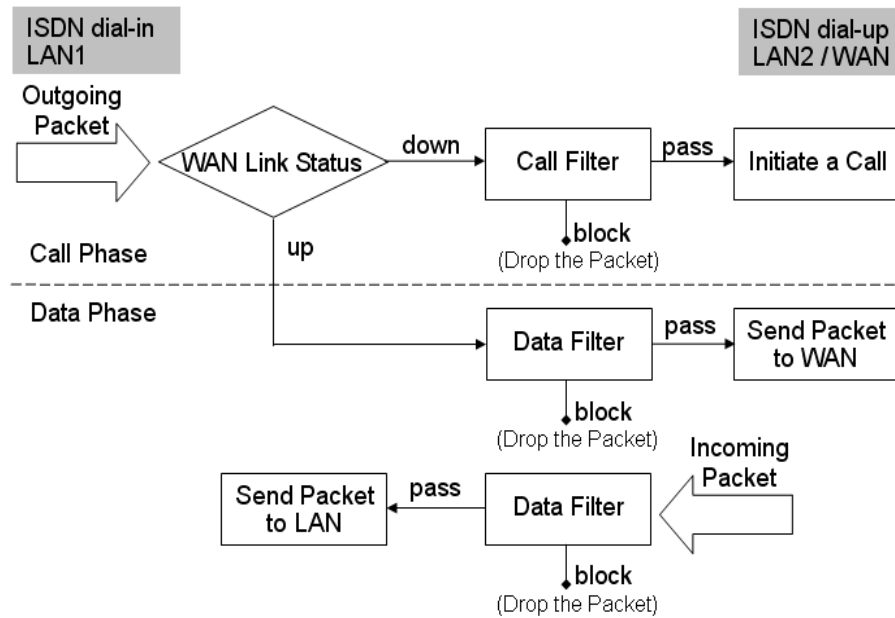 ISDN dial-in
LAN1
ISDN dial-up
LAN2 / WAN
Outgoing
Packet
WAN Link Status
down
Call Filter
pass
Initiate a Call
block
(Drop the Packet)
up
Call Phase
Data Phase
Data Filter
pass
Send Packet
to WAN
block
(Drop the Packet)
Incoming
Packet
Send Packet
to LAN
pass
Data Filter
block
(Drop the Packet)